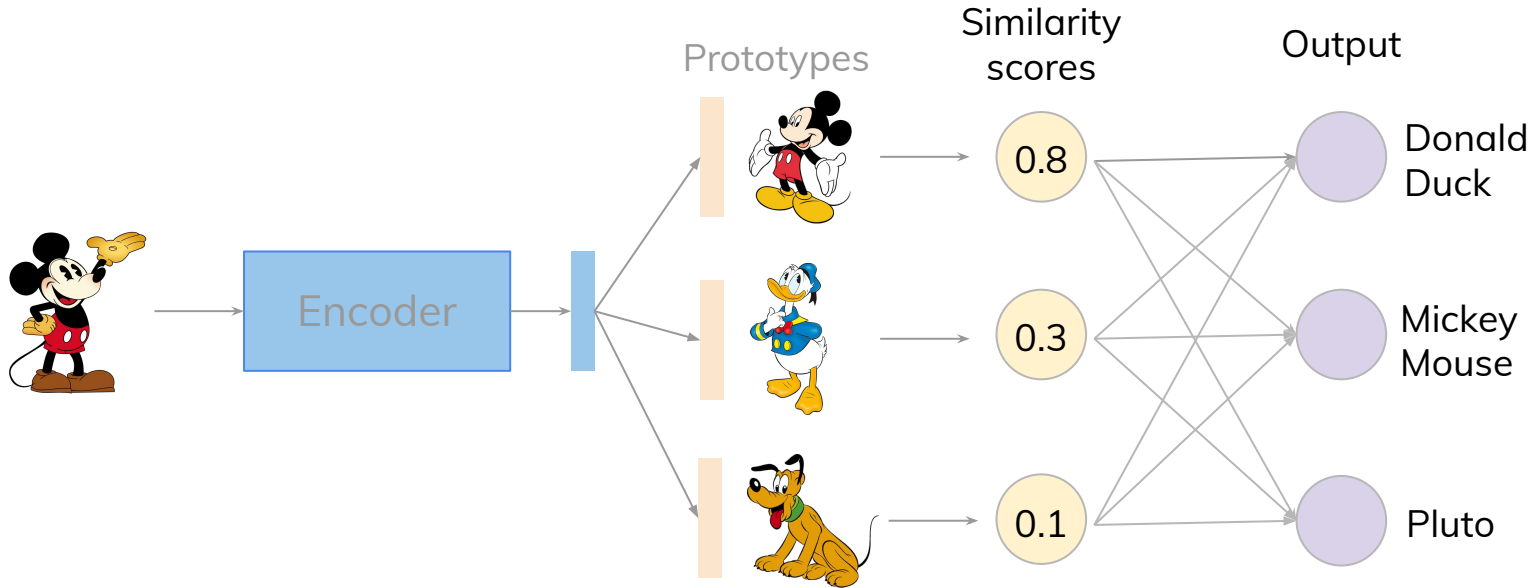 Prototypes
Similarity
scores
Output
Encoder
0.8
0.3
0.1
Donald
Duck
Mickey
Mouse
Pluto